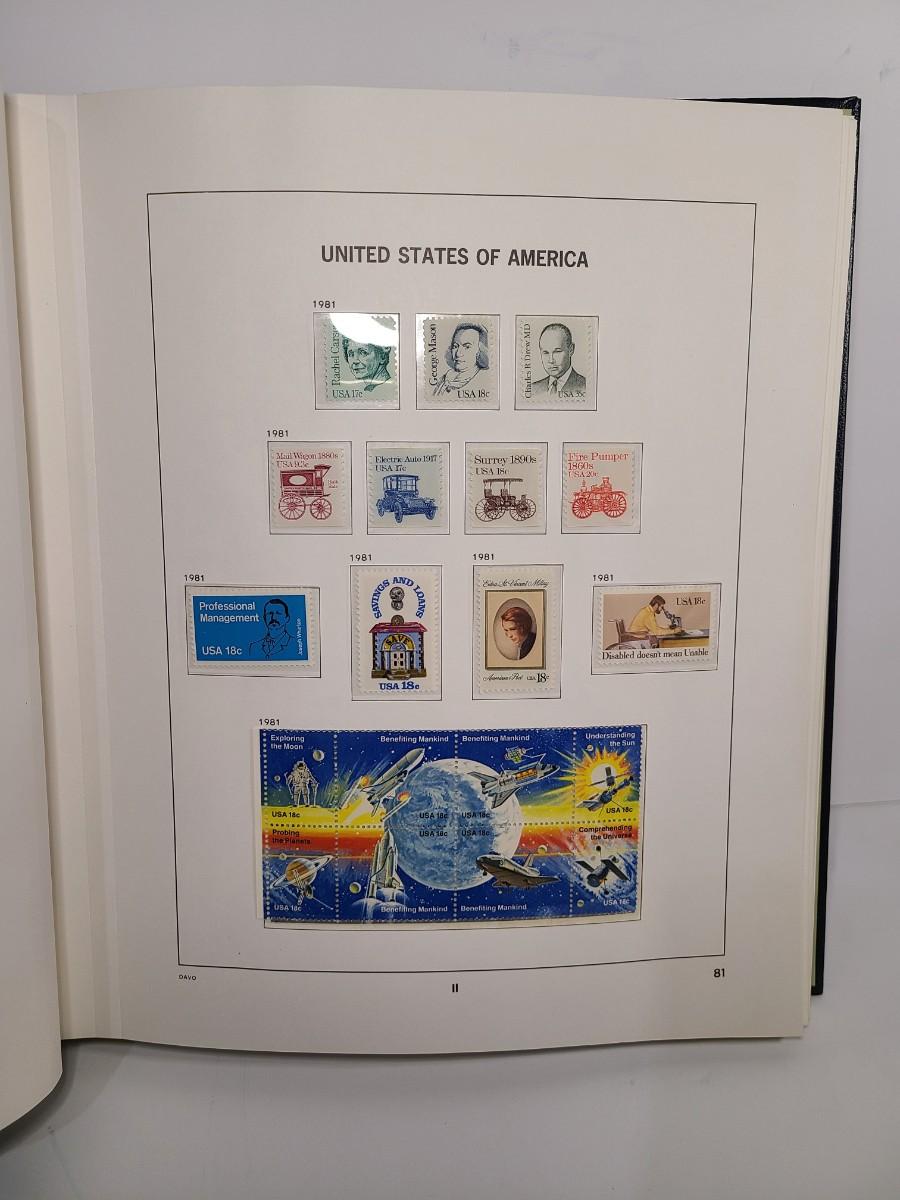 UNITED STATES OF AMERICA
1981
Rachel Carson
USA 17c
George Mason
USA 18c
Charles R Drew MD
USA 35c
1981
Mail Wagon 1880s
USA 9.3c
Electric Auto 1917
USA 17c
Surrey 1890s
USA 18c
Fire Pumper
1860s
USA 20c
1981
Professional
Management
USA 18c
Joseph Wharton
1981
SAVINGS AND LOANS
SAVE
USA 18c
1981
Edna St. Vincent Millay
American Poet
USA 18c
1981
USA 18c
Disabled doesn't mean Unable
1981
Exploring
the Moon
USA 18c
Benefiting Mankind
USA 18c
Benefiting Mankind
USA 18c
Understanding
the Sun
USA 18c
Probing
the Planets
USA 18c
USA 18c
Benefiting Mankind
USA 18c
Benefiting Mankind
Comprehending
the Universe
USA 18c
DAVO
II
81